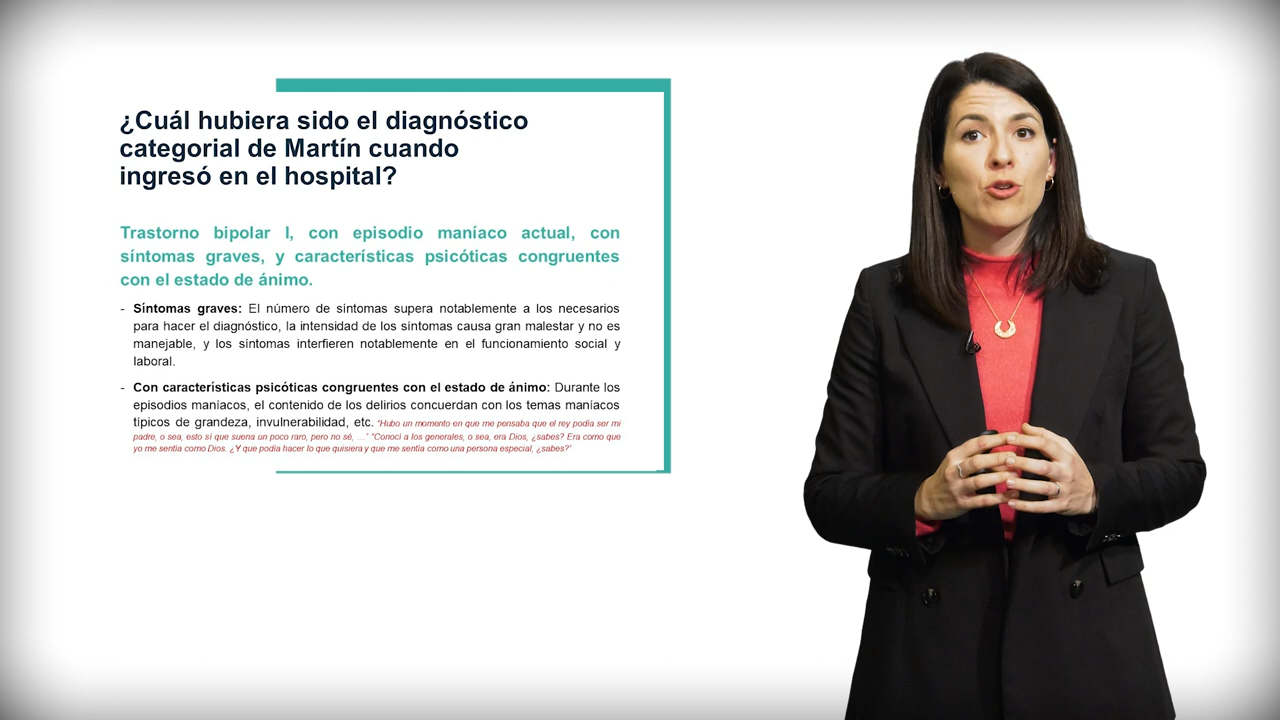 ¿Cuál hubiera sido el diagnóstico
categorial de Martín cuando
ingresó en el hospital?
Trastorno bipolar I, con episodio maníaco actual, con
síntomas graves, y características psicóticas congruentes
con el estado de ánimo.
- Síntomas graves: El número de síntomas supera notablemente a los necesarios
para hacer el diagnóstico, la intensidad de los síntomas causa gran malestar y no es
manejable, y los síntomas interfieren notablemente en el funcionamiento social y
laboral.
- Con características psicóticas congruentes con el estado de ánimo: Durante los
episodios maníacos, el contenido de los delirios concuerdan con los temas maníacos
típicos de grandeza, invulnerabilidad, etc. "Hubo un momento en que me pensaba que el rey podía ser mi
padre, o sea, esto sí que suena un poco raro, pero no sé, …" "Conocí a los generales, o sea, era Dios, ¿sabes? Era como que
yo me sentía como Dios. ¿Y que podía hacer lo que quisiera y que me sentía como una persona especial, ¿sabes?"